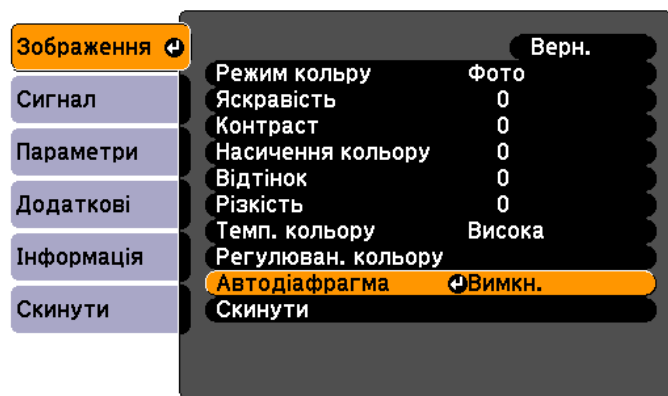 Зображення
Сигнал
Параметри
Додаткові
Інформація
Скинути
Верн.
Режим кольру Фото
Яскравість 0
Контраст 0
Насичення кольору 0
Відтінок 0
Різкість 0
Темп. кольору Висока
Регулюван. кольору
Автодіафрагма Вимкн.
Скинути